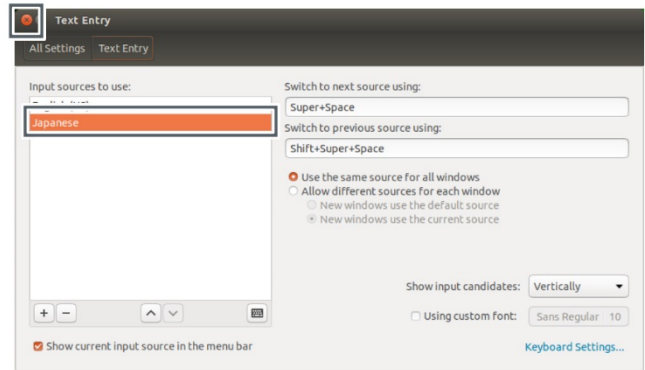 Text Entry
All Settings Text Entry
Input sources to use:
Japanese
Show current input source in the menu bar
Switch to next source using:
Super+Space
Switch to previous source using:
Shift+Super+Space
Use the same source for all windows
Allow different sources for each window
New windows use the default source
New windows use the current source
Show input candidates: Vertically
Using custom font: Sans Regular 10
Keyboard Settings...